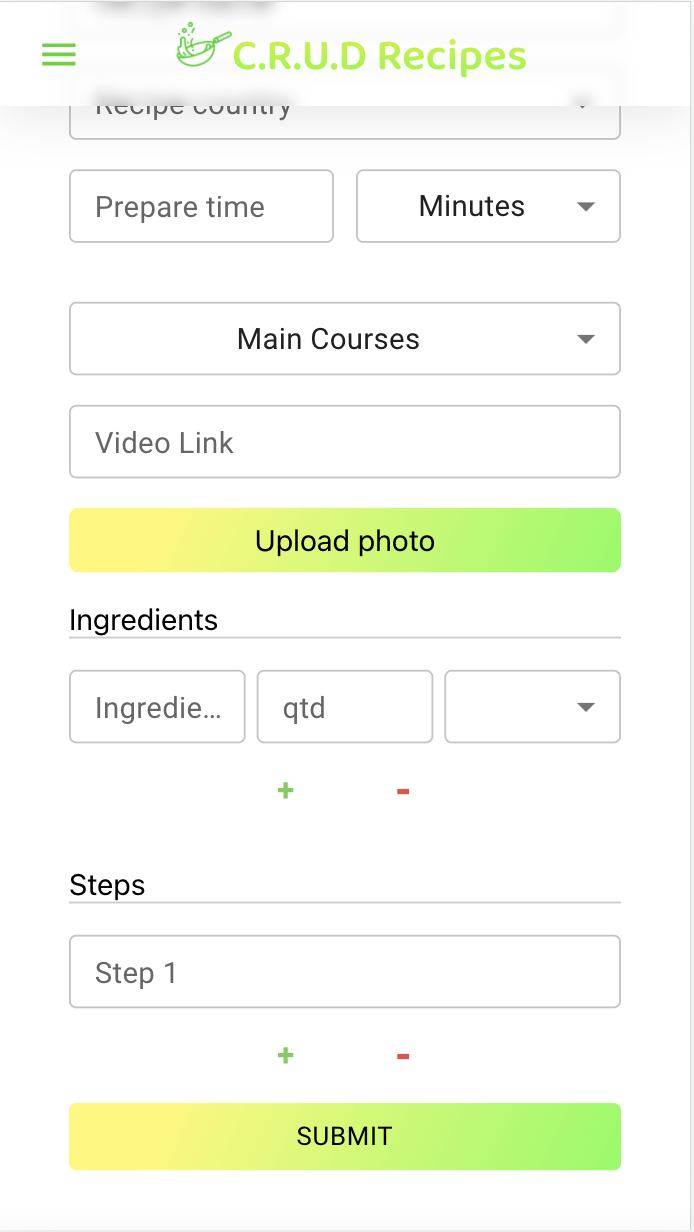 C.R.U.D Recipes
Recipe country
Prepare time
Minutes
Main Courses
Video Link
Upload photo
Ingredients
Ingredie...
qtd
+
-
Steps
Step 1
+
-
SUBMIT